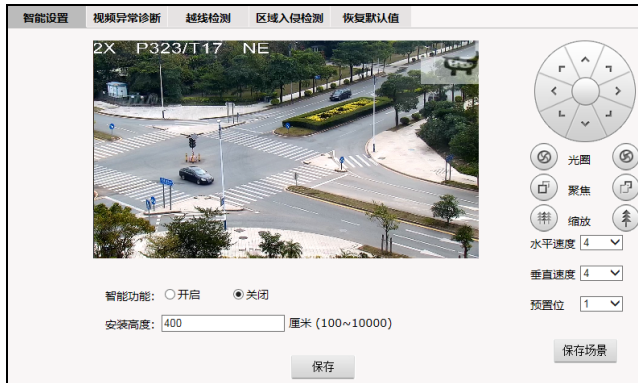 智能设置 视频异常诊断 越线检测 区域入侵检测 恢复默认值
2X P323/T17 NE
光圈
聚焦
缩放
水平速度 4
垂直速度 4
预置位 1
保存场景
智能功能： 开启 关闭
安装高度： 400 厘米 (100~10000)
保存